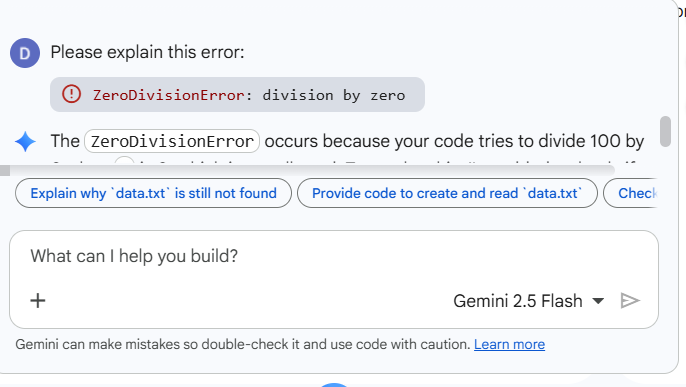 D
Please explain this error:
ZeroDivisionError: division by zero
The ZeroDivisionError occurs because your code tries to divide 100 by
Explain why `data.txt` is still not found
Provide code to create and read `data.txt`
Check
What can I help you build?
+
Gemini 2.5 Flash
Gemini can make mistakes so double-check it and use code with caution. Learn more